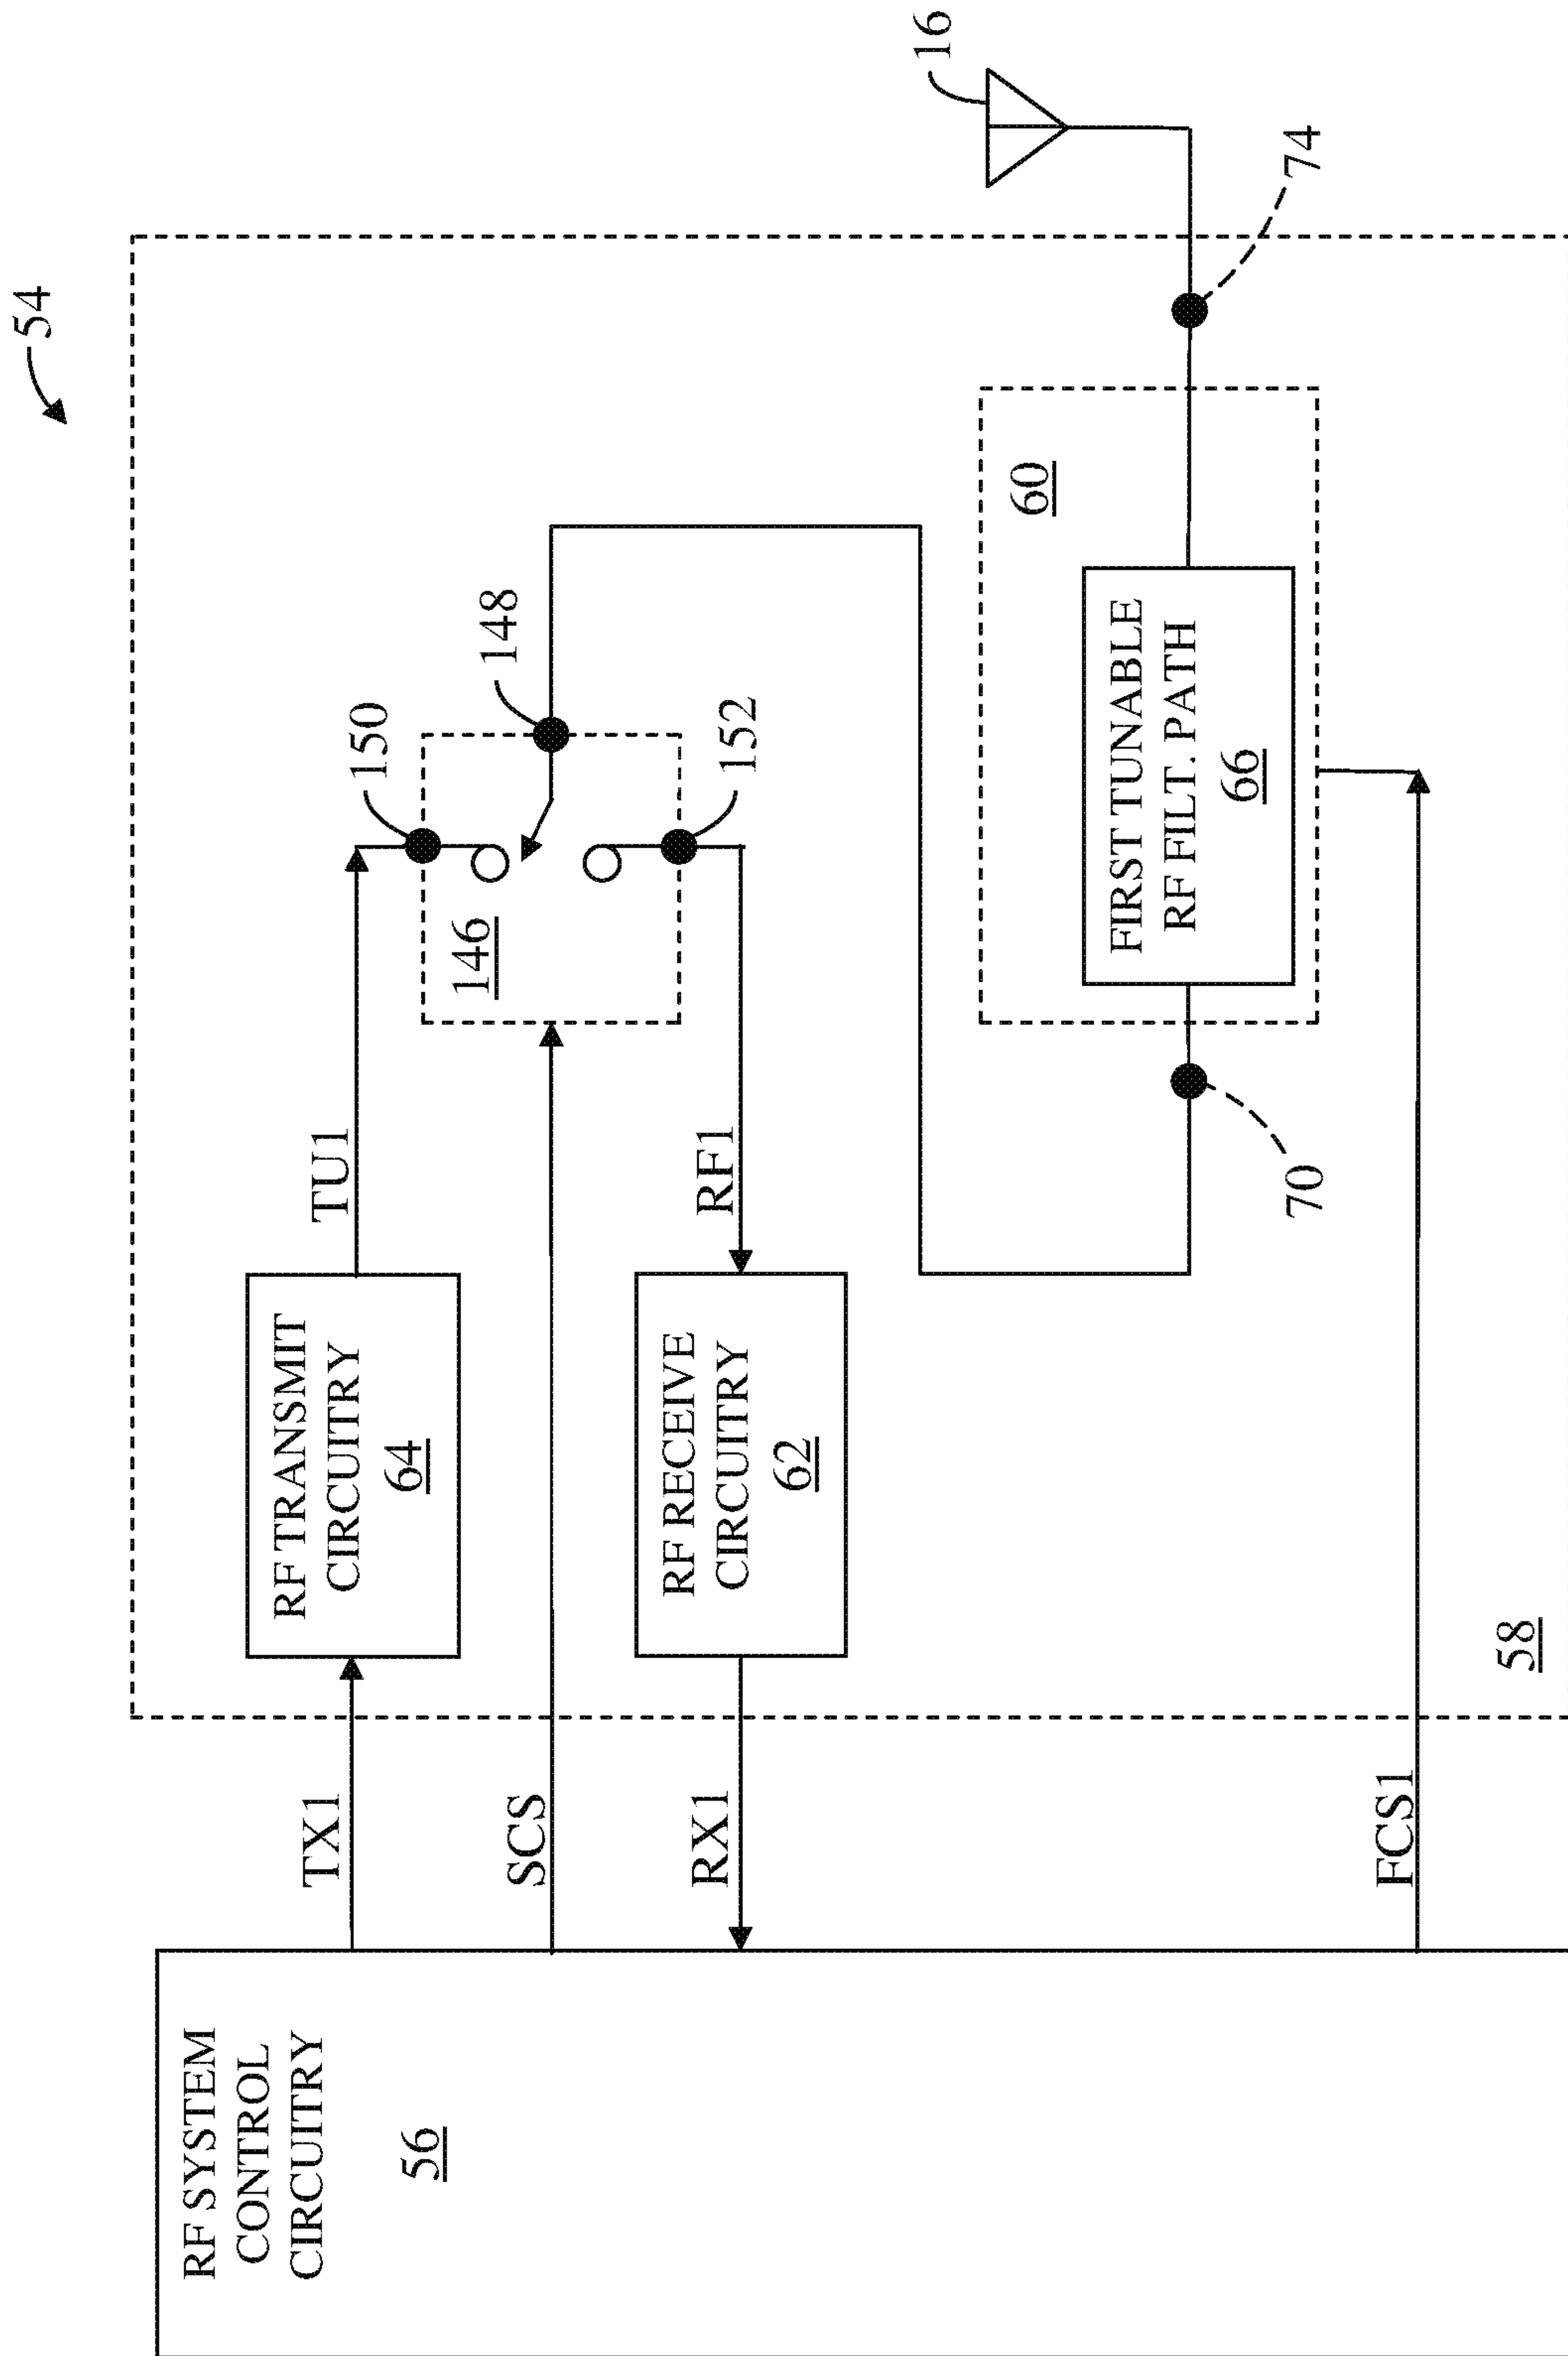 54
RF SYSTEM
CONTROL
CIRCUITRY
56
TX1
SCS
RX1
FCS1
RF TRANSMIT
CIRCUITRY
64
TU1
RF RECEIVE
CIRCUITRY
62
RF1
146
150
148
152
60
FIRST TUNABLE
RF FILT. PATH
66
70
74
16
58